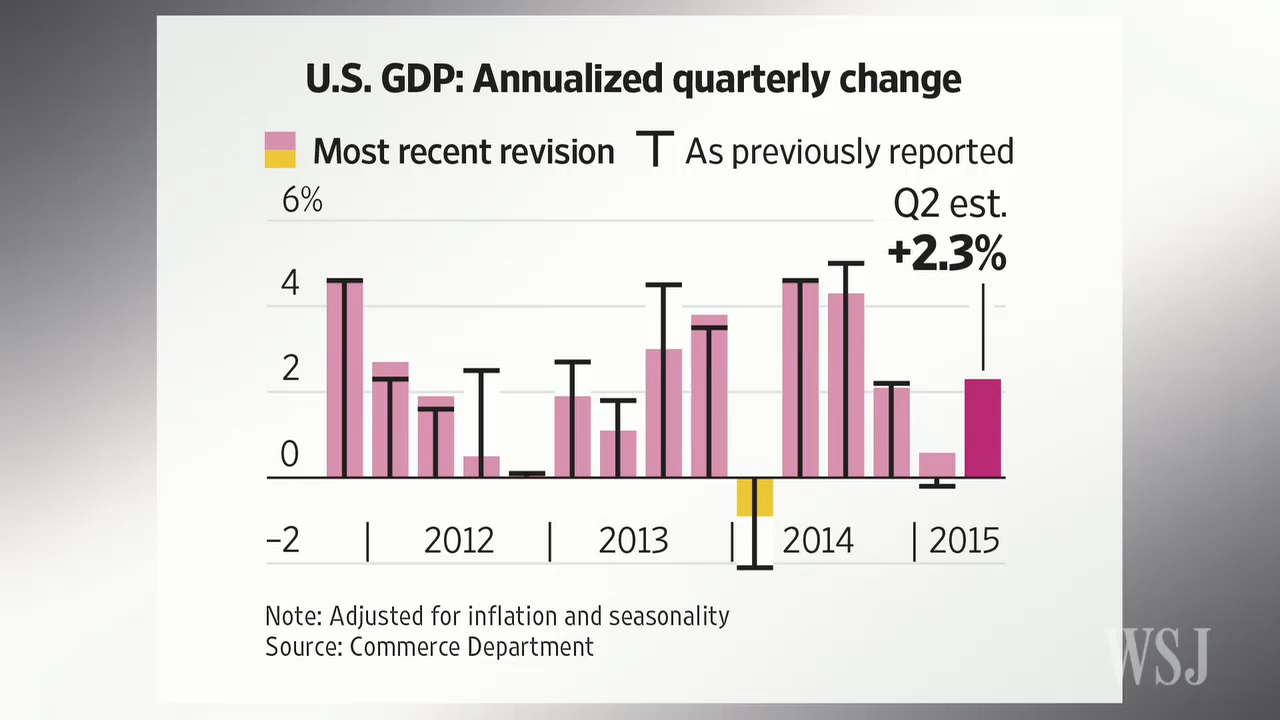 U.S. GDP: Annualized quarterly change
Most recent revision As previously reported
6%
Q2 est.
+2.3%
4
2
0
–2
2012 2013 2014 2015
Note: Adjusted for inflation and seasonality
Source: Commerce Department
WSJ